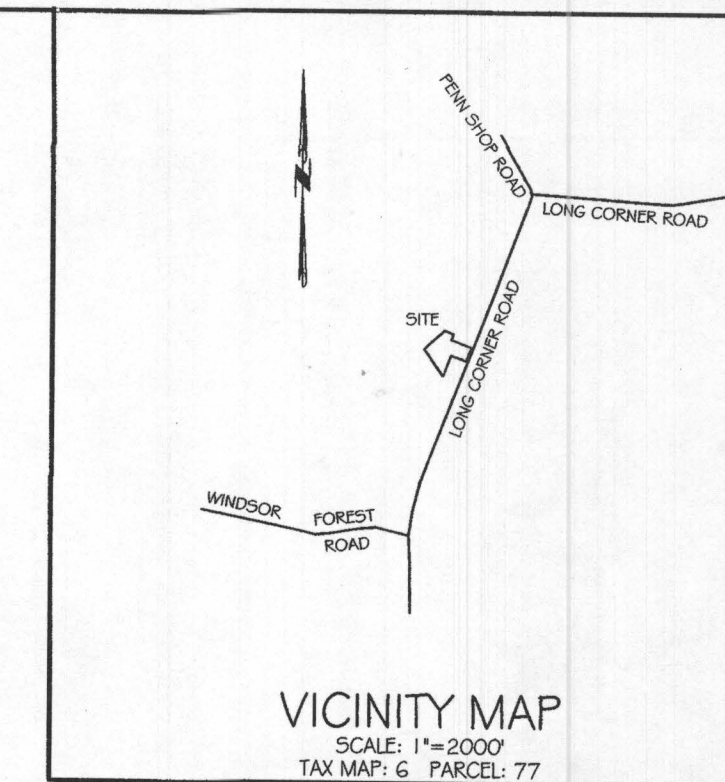 PENN SHOP ROAD
LONG CORNER ROAD
SITE
LONG CORNER ROAD
WINDSOR FOREST
ROAD
N
VICINITY MAP
SCALE: 1"=2000'
TAX MAP: 6 PARCEL: 77